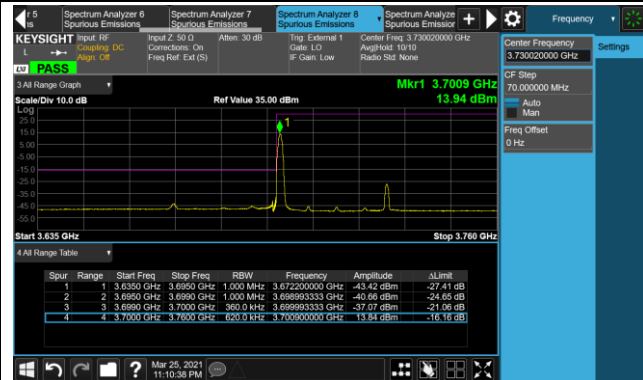 r 5
is
Spectrum Analyzer 6
Spurious Emissions
Spectrum Analyzer 7
Spurious Emissions
Spectrum Analyzer 8
Spurious Emissions
Spectrum Analyze
Spurious Emission
Frequency
KEYSIGHT
L
LXI
PASS
Input: RF
Coupling: DC
Align: Off
Input Z: 50 Ω
Corrections: On
Freq Ref: Ext (S)
Atten: 30 dB
Trig: External 1
Gate: LO
IF Gain: Low
Center Freq: 3.730020000 GHz
Avg|Hold: 10/10
Radio Std: None
Center Frequency
3.730020000 GHz
Settings
CF Step
70.000000 MHz
Auto
Man
Freq Offset
0 Hz
3 All Range Graph
Mkr1 3.7009 GHz
Scale/Div 10.0 dB
Ref Value 35.00 dBm
13.94 dBm
Log
25.0
15.0
5.00
-5.00
-15.0
-25.0
-35.0
-45.0
-55.0
1
Start 3.635 GHz
Stop 3.760 GHz
4 All Range Table
Spur Range Start Freq Stop Freq RBW Frequency Amplitude ΔLimit
1 1 3.6350 GHz 3.6950 GHz 1.000 MHz 3.672200000 GHz -43.42 dBm -27.41 dB
2 2 3.6950 GHz 3.6990 GHz 1.000 MHz 3.698993333 GHz -40.66 dBm -24.65 dB
3 3 3.6990 GHz 3.7000 GHz 360.0 kHz 3.699993333 GHz -37.07 dBm -21.06 dB
4 4 3.7000 GHz 3.7600 GHz 620.0 kHz 3.700900000 GHz 13.84 dBm -16.16 dB
?
Mar 25, 2021
11:10:38 PM